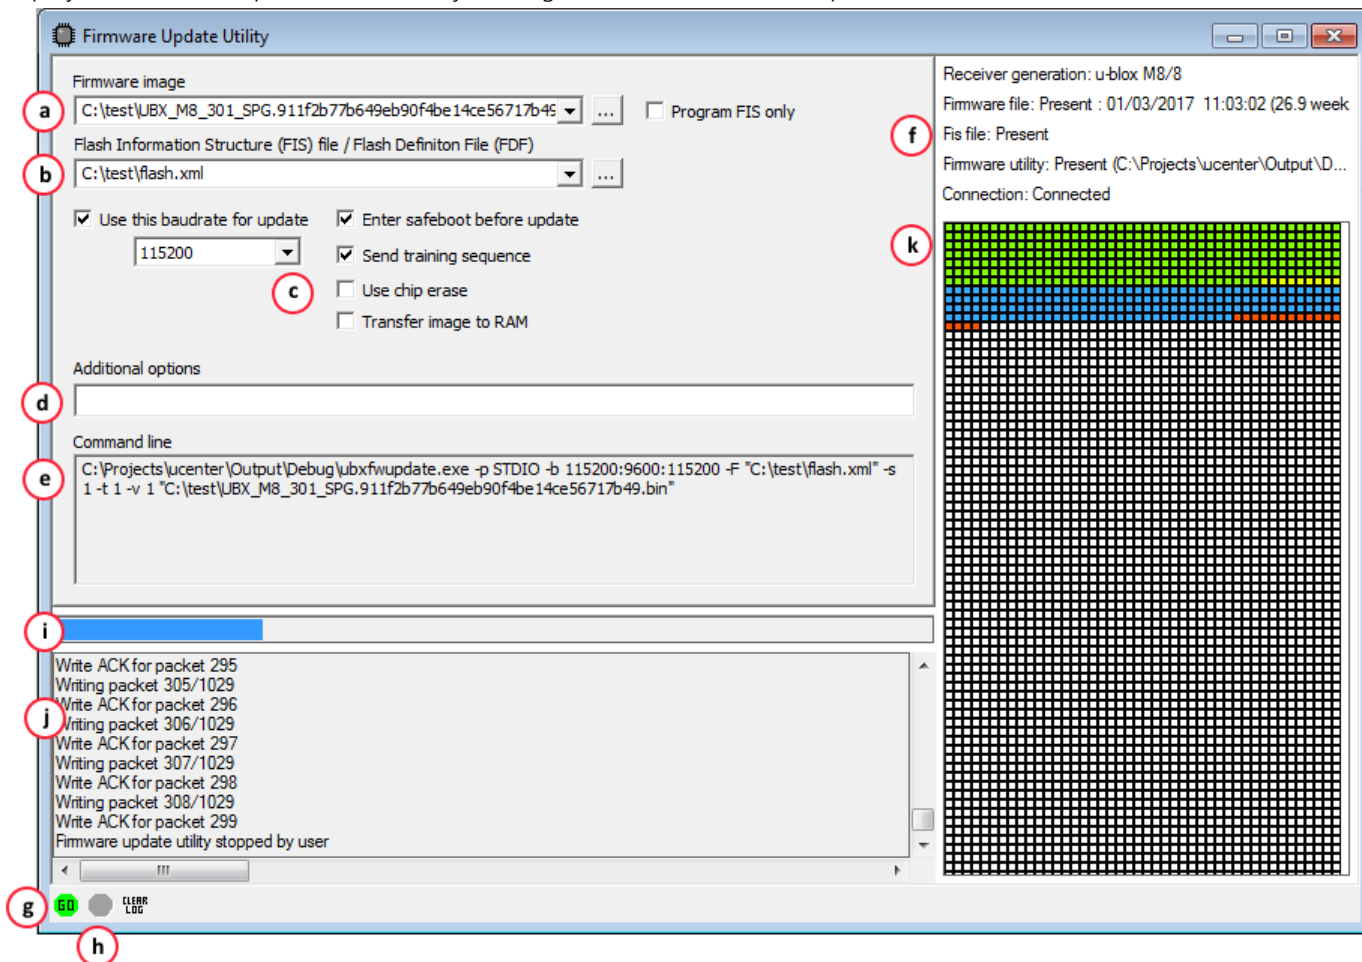 Firmware Update Utility
Firmware image
a
C:\test\UBX_M8_301_SPG.911f2b77b649eb90f4be14ce56717b49
...
Program FIS only
Flash Information Structure (FIS) file / Flash Definiton File (FDF)
b
C:\test\flash.xml
...
Use this baudrate for update
Enter safeboot before update
115200
Send training sequence
c
Use chip erase
Transfer image to RAM
Additional options
d
Command line
e
C:\Projects\ucenter\Output\Debug\ubxfwupdate.exe -p STDIO -b 115200:9600:115200 -F "C:\test\flash.xml" -s
1 -t 1 -v 1 "C:\test\UBX_M8_301_SPG.911f2b77b649eb90f4be14ce56717b49.bin"
i
Write ACK for packet 295
Writing packet 305/1029
Write ACK for packet 296
j
Writing packet 306/1029
Write ACK for packet 297
Writing packet 307/1029
Write ACK for packet 298
Writing packet 308/1029
Write ACK for packet 299
Firmware update utility stopped by user
g
GO
CLEAR
LOG
h
Receiver generation: u-blox M8/8
Firmware file: Present : 01/03/2017 11:03:02 (26.9 week
f
Fis file: Present
Firmware utility: Present (C:\Projects\ucenter\Output\D...
Connection: Connected
k